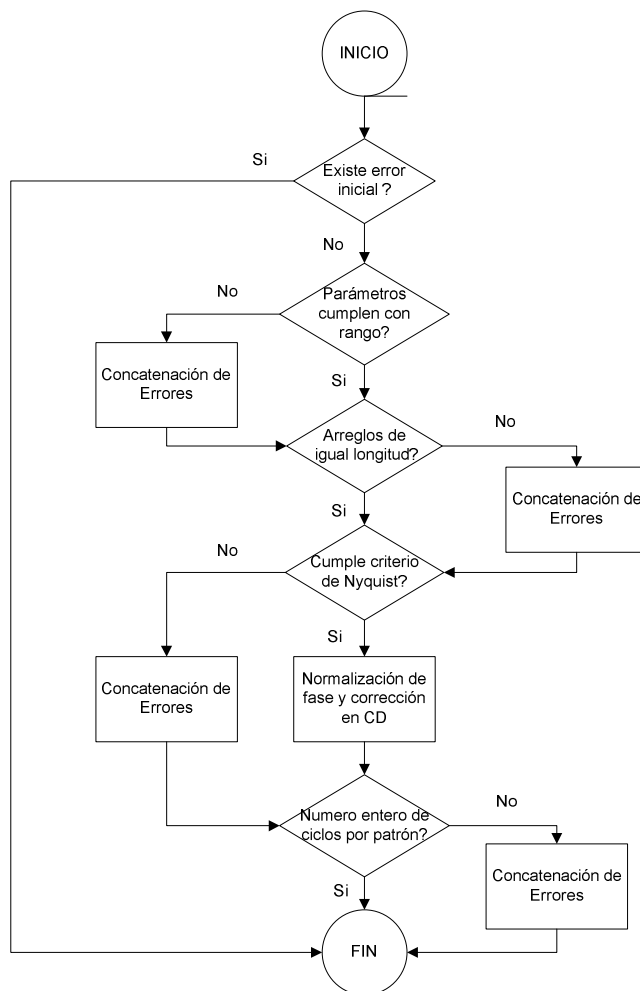 INICIO
Si
Existe error
inicial ?
No
No
Parámetros
cumplen con
rango?
Concatenación de
Errores
Si
No
Arreglos de
igual longitud?
Concatenación de
Errores
Si
No
Cumple criterio
de Nyquist?
Si
Concatenación de
Errores
Normalización de
fase y corrección
en CD
No
Numero entero de
ciclos por patrón?
Concatenación de
Errores
Si
FIN